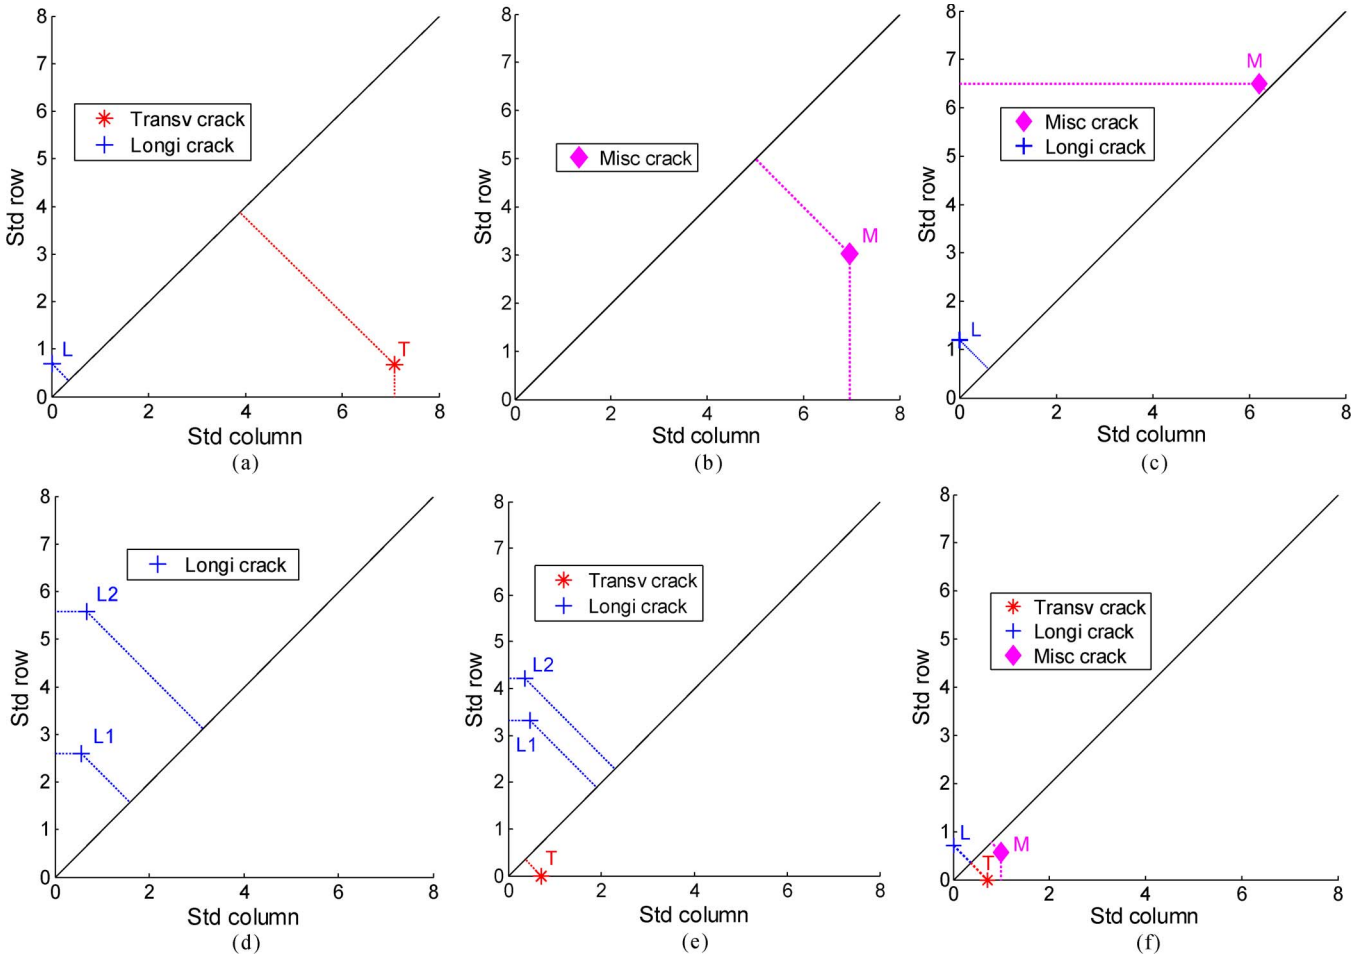 8
7
6
5
4
3
2
1
0
Std row
Transv crack
Longi crack
L
T
0
2
4
6
8
Std column
(a)
8
7
6
5
4
3
2
1
0
Std row
Misc crack
M
0
2
4
6
8
Std column
(b)
8
7
6
5
4
3
2
1
0
Std row
M
Misc crack
Longi crack
L
0
2
4
6
8
Std column
(c)
8
7
6
5
4
3
2
1
0
Std row
Longi crack
L2
L1
0
2
4
6
8
Std column
(d)
8
7
6
5
4
3
2
1
0
Std row
Transv crack
Longi crack
L2
L1
T
0
2
4
6
8
Std column
(e)
8
7
6
5
4
3
2
1
0
Std row
Transv crack
Longi crack
Misc crack
L
M
T
0
2
4
6
8
Std column
(f)